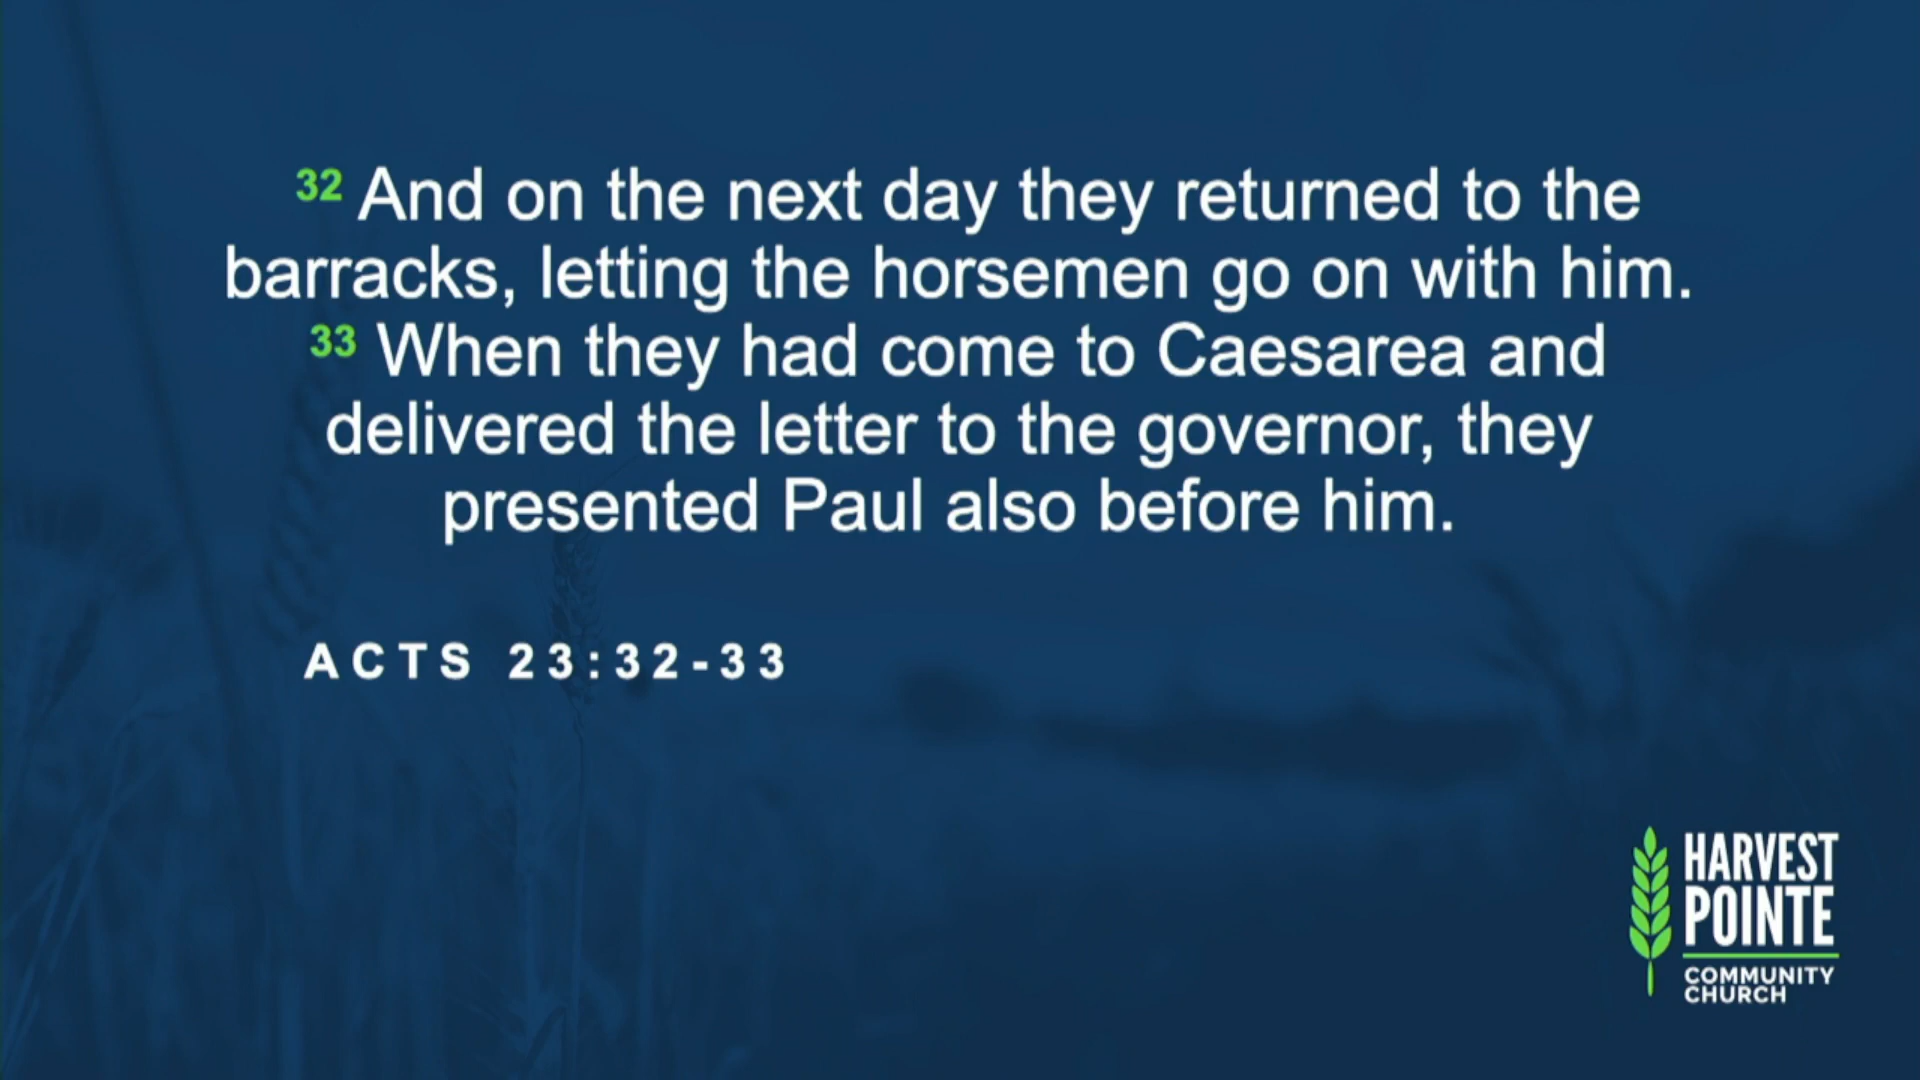 32 And on the next day they returned to the
barracks, letting the horsemen go on with him.
33 When they had come to Caesarea and
delivered the letter to the governor, they
presented Paul also before him.
ACTS 23:32-33
HARVEST
POINTE
COMMUNITY
CHURCH